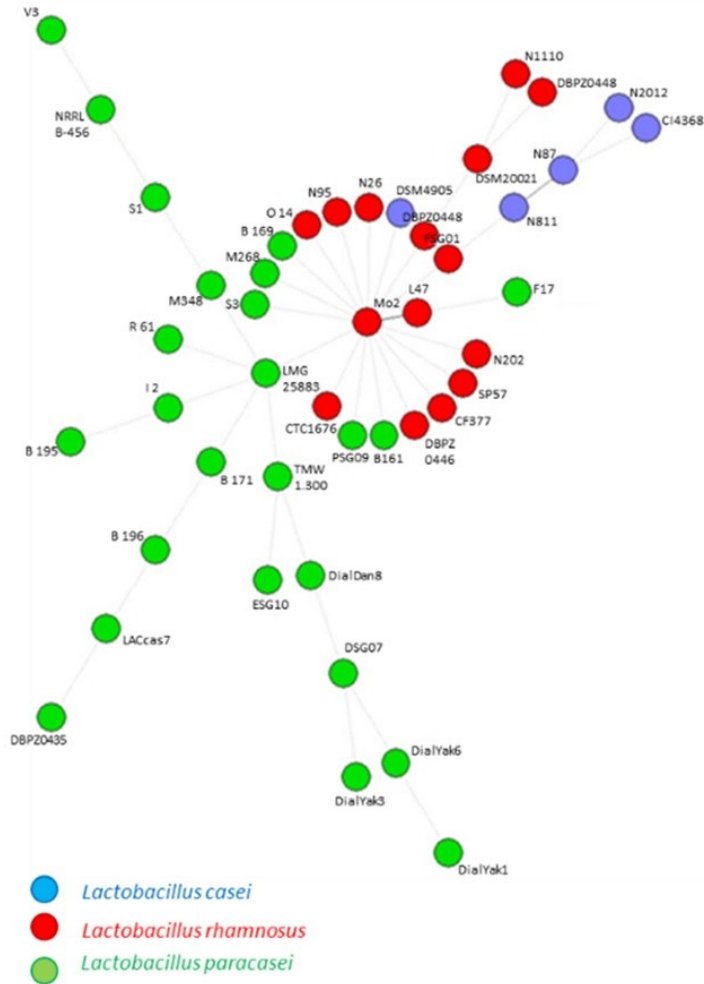 V3
N1110
DBPZ0448
N2012
CI4368
NRRL
B-456
N87
DSM20021
N26
DSM4905
N95
S1
O 14
DBPZ0448
N811
B 169
FSG01
M268
L47
F17
M348
S3
Mo2
R 61
N202
LMG
25883
SP57
I 2
CF377
CTC1676
DBPZ
0446
B 195
PSG09
B161
B 171
TMW
1.300
B 196
DialDan8
ESG10
LACcas7
DSG07
DBPZ0435
DialYak6
DialYak3
DialYak1
Lactobacillus casei
Lactobacillus rhamnosus
Lactobacillus paracasei